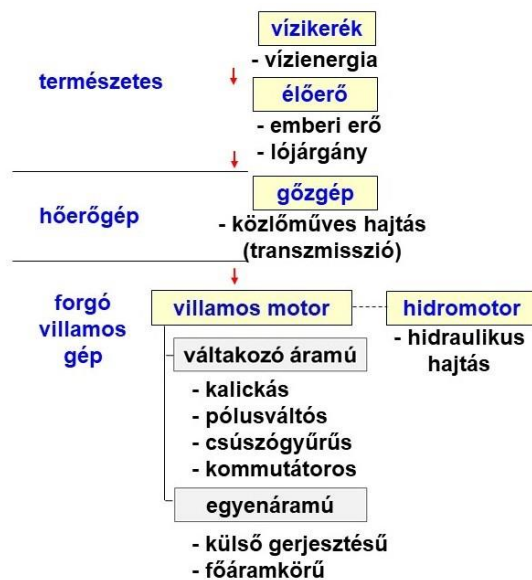 vízikerék
- vízienergia
természetes
élőerő
- emberi erő
- lójárgány
hőerőgép
gőzgép
- közlőműves hajtás
(transzmisszió)
forgó
villamos
gép
villamos motor
hidromotor
- hidraulikus
hajtás
váltakozó áramú
- kalickás
- pólusváltós
- csúszógyűrűs
- kommutátoros
egyenáramú
- külső gerjesztésű
- főáramkörű